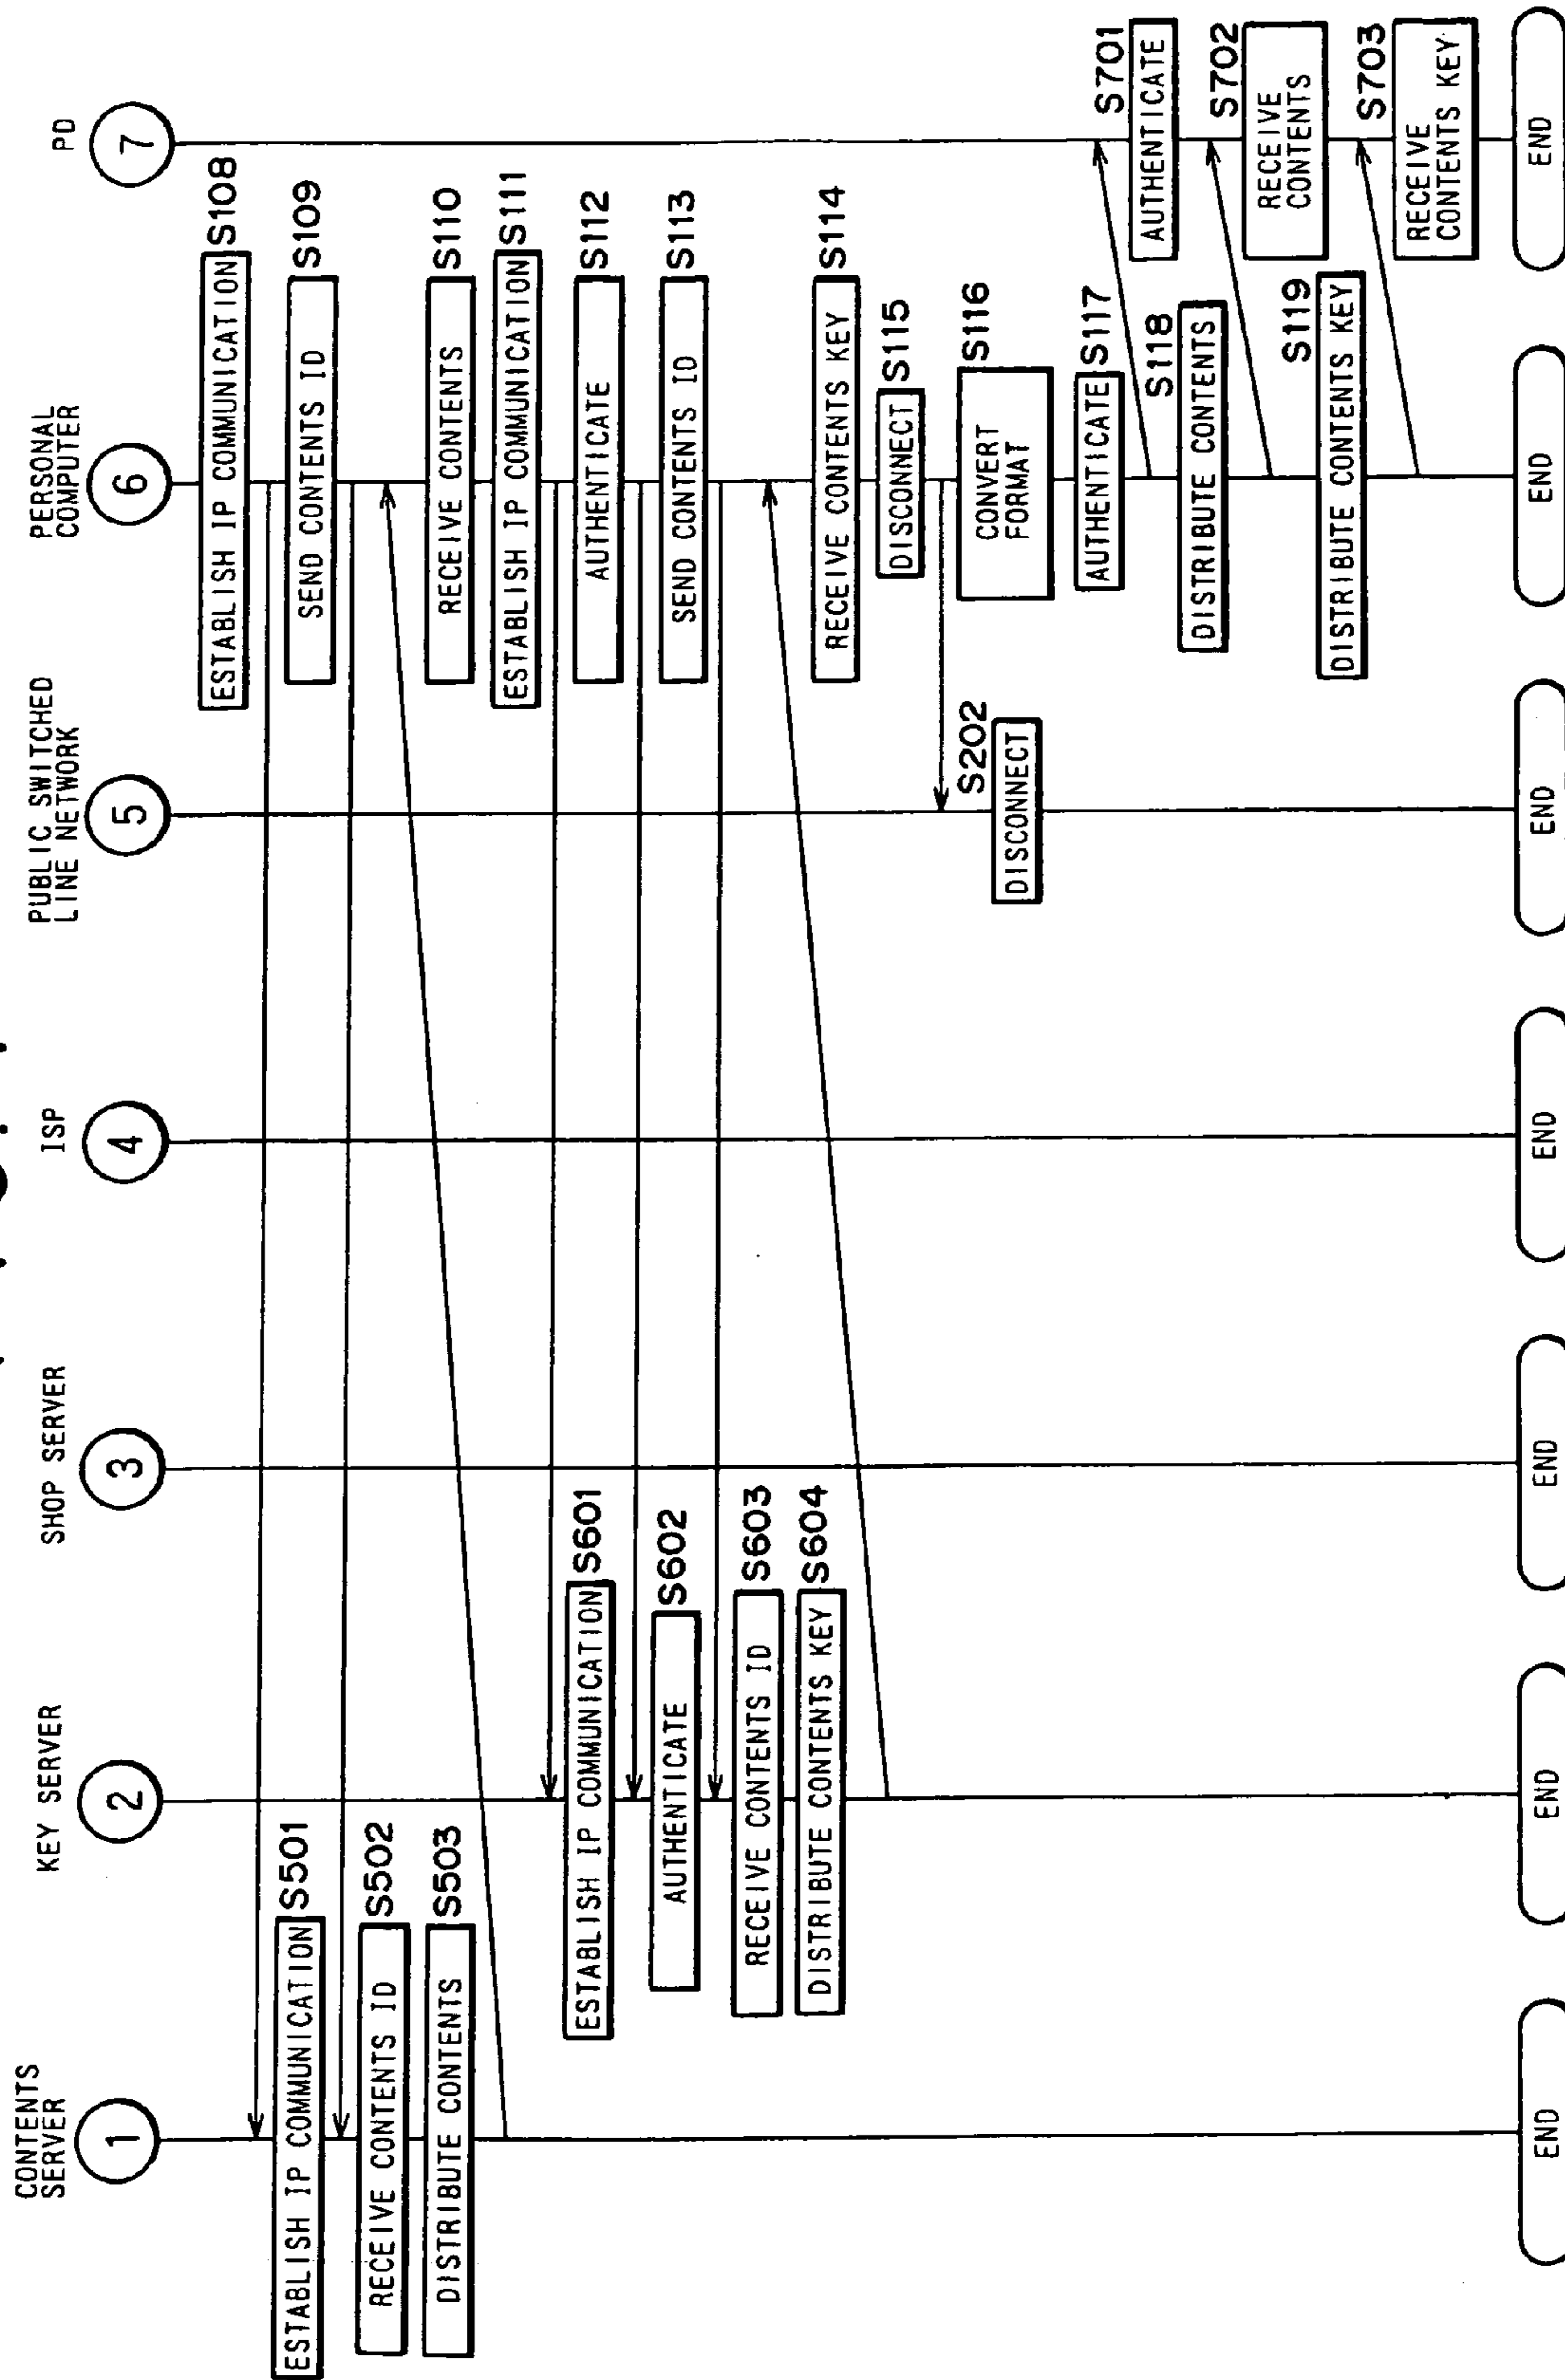 CONTENTS
SERVER
1
KEY SERVER
2
SHOP SERVER
3
ISP
4
PUBLIC SWITCHED
LINE NETWORK
5
PERSONAL
COMPUTER
6
PD
7
ESTABLISH IP COMMUNICATION S108
SEND CONTENTS ID S109
ESTABLISH IP COMMUNICATION S501
RECEIVE CONTENTS ID S502
DISTRIBUTE CONTENTS S503
RECEIVE CONTENTS S110
ESTABLISH IP COMMUNICATION S111
AUTHENTICATE S112
SEND CONTENTS ID S113
ESTABLISH IP COMMUNICATION S601
AUTHENTICATE S602
RECEIVE CONTENTS ID S603
DISTRIBUTE CONTENTS KEY S604
RECEIVE CONTENTS KEY S114
DISCONNECT S115
S202
DISCONNECT
CONVERT
FORMAT
S116
AUTHENTICATE S117
S118
DISTRIBUTE CONTENTS
S119
DISTRIBUTE CONTENTS KEY
S701
AUTHENTICATE
S702
RECEIVE
CONTENTS
S703
RECEIVE
CONTENTS KEY
END
END
END
END
END
END
END